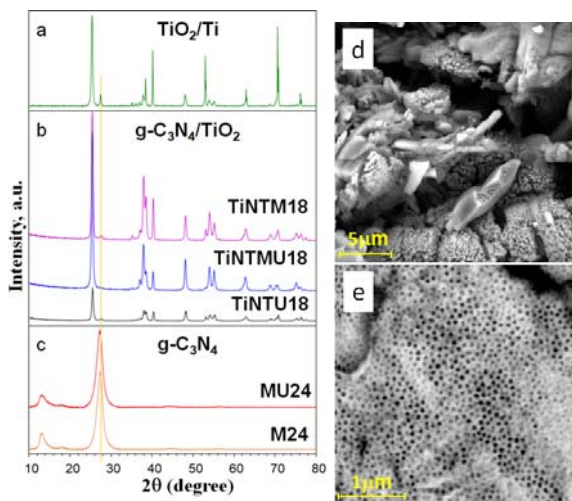 a
TiO2/Ti
b
g-C3N4/TiO2
TiNTM18
TiNTMU18
TiNTU18
c
g-C3N4
MU24
M24
Intensity, a.u.
10 20 30 40 50 60 70 80
2θ (degree)
d
5μm
e
1μm